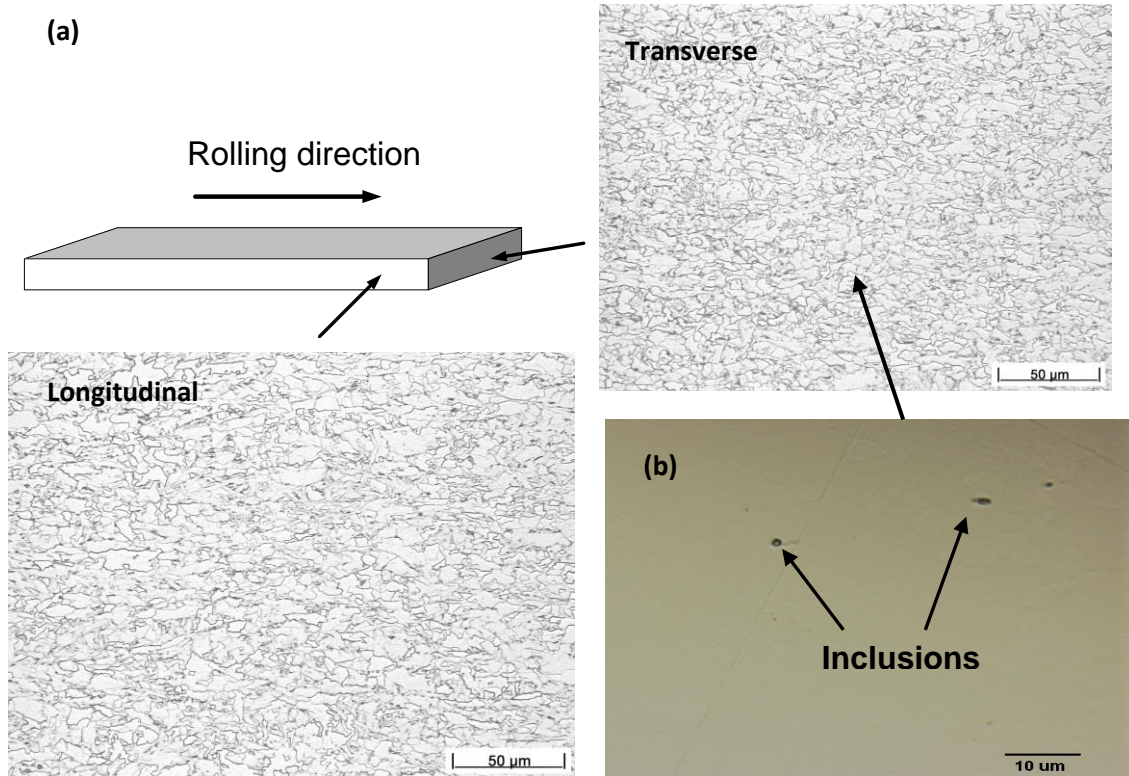 (a)
Transverse
Rolling direction
50 µm
Longitudinal
(b)
Inclusions
50 µm
10 um